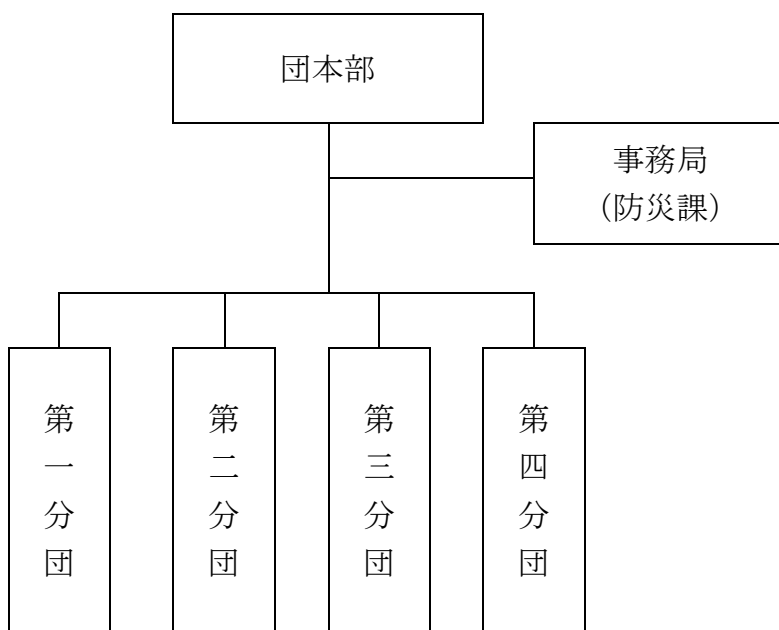 団本部
事務局
（防災課）
第一分団
第二分団
第三分団
第四分団